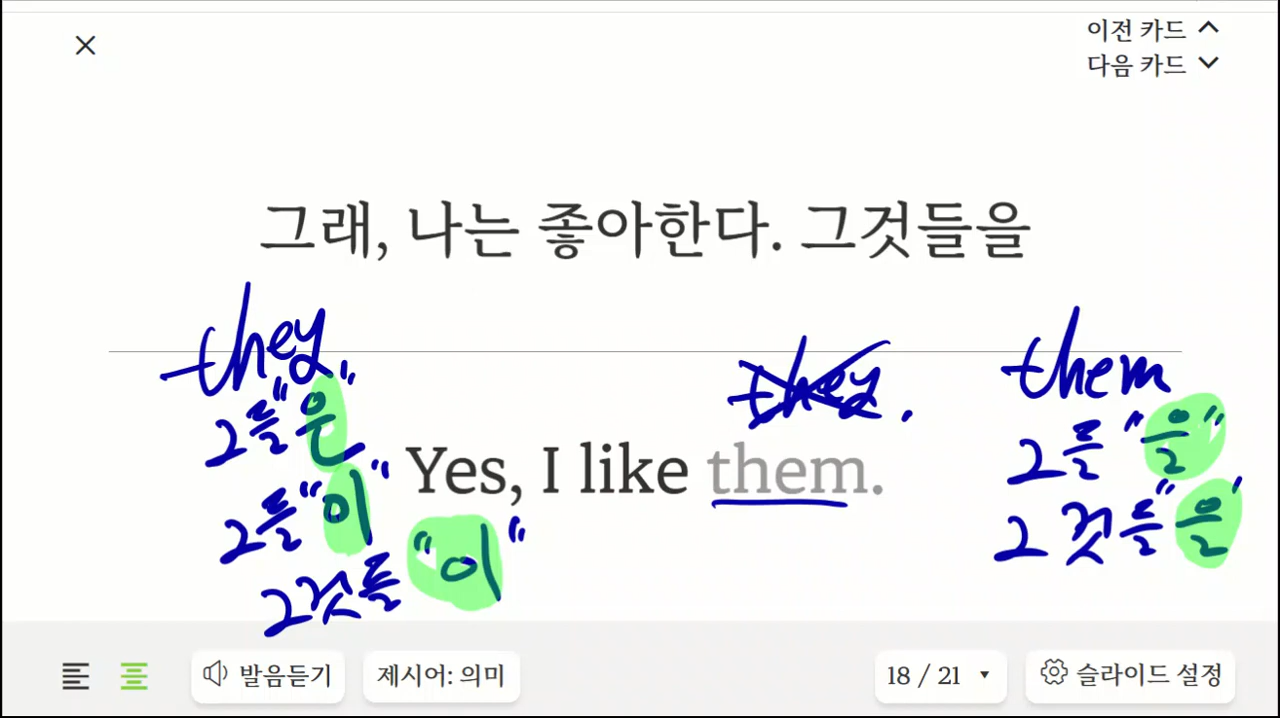 이전 카드
다음 카드
그래, 나는 좋아한다. 그것들을
they
그들"은"
그들"이"
그것들"이"
they.
Yes, I like them.
them
그들"을"
그것들"을'
발음듣기
제시어: 의미
18 / 21
슬라이드 설정